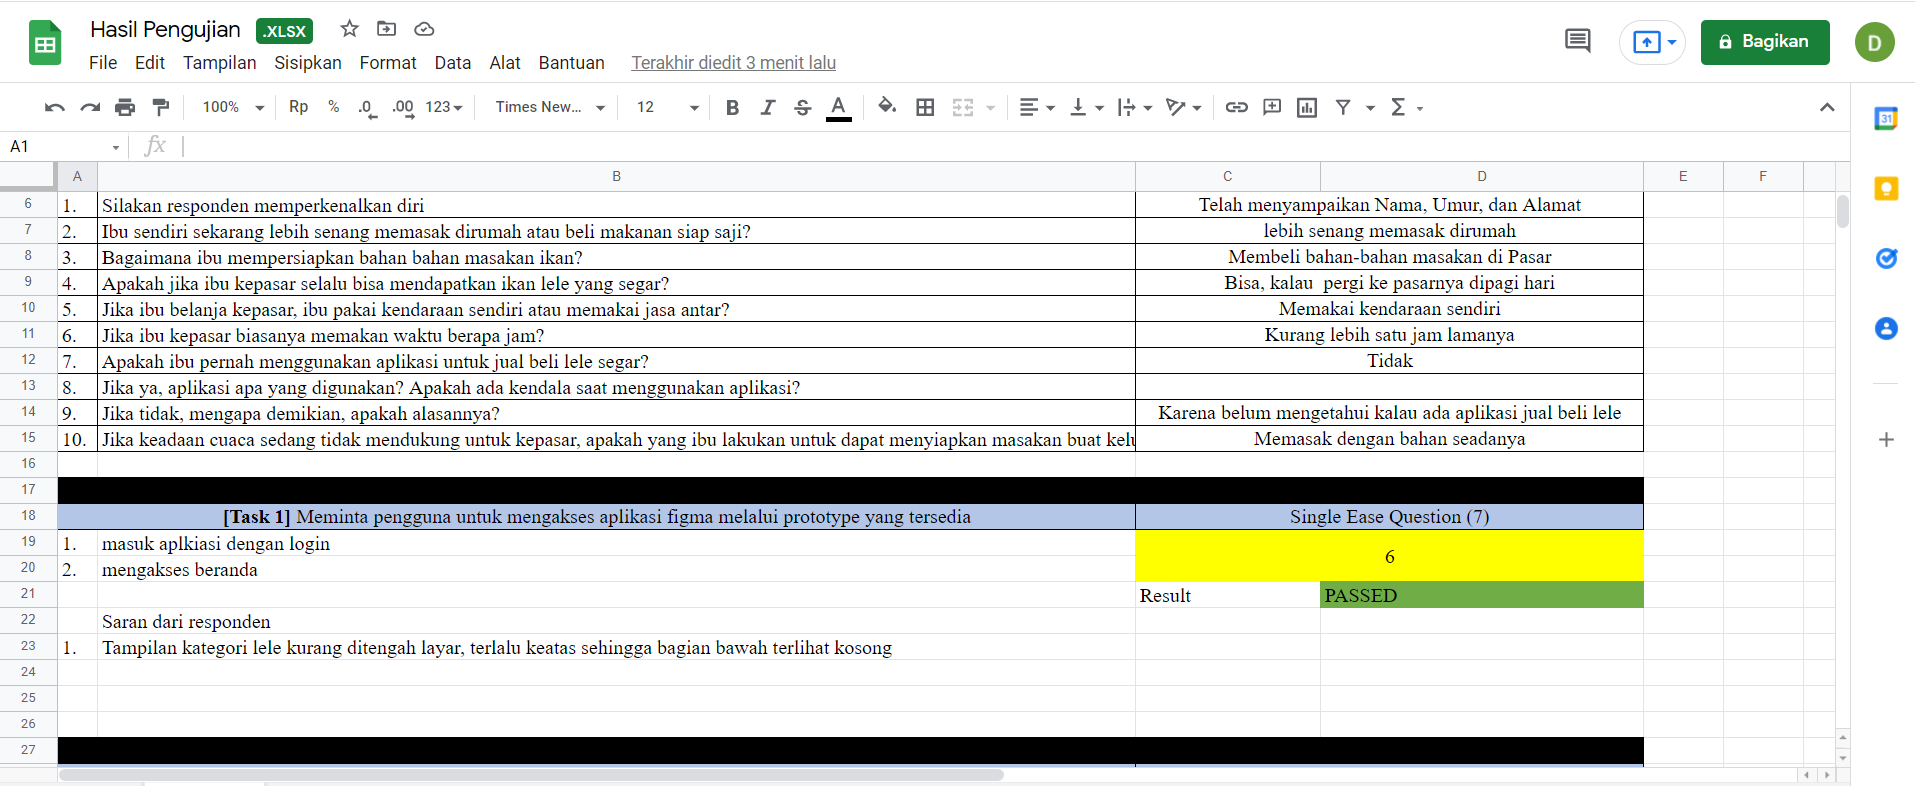 Hasil Pengujian .XLSX
File Edit Tampilan Sisipkan Format Data Alat Bantuan Terakhir diedit 3 menit lalu
Bagikan
D
100% Rp % .0 .00 123 Times New... 12 B I S A
31
A1 fx
A B C D E F
6 1. Silakan responden memperkenalkan diri Telah menyampaikan Nama, Umur, dan Alamat
7 2. Ibu sendiri sekarang lebih senang memasak dirumah atau beli makanan siap saji? lebih senang memasak dirumah
8 3. Bagaimana ibu mempersiapkan bahan bahan masakan ikan? Membeli bahan-bahan masakan di Pasar
9 4. Apakah jika ibu kepasar selalu bisa mendapatkan ikan lele yang segar? Bisa, kalau pergi ke pasarnya dipagi hari
10 5. Jika ibu belanja kepasar, ibu pakai kendaraan sendiri atau memakai jasa antar? Memakai kendaraan sendiri
11 6. Jika ibu kepasar biasanya memakan waktu berapa jam? Kurang lebih satu jam lamanya
12 7. Apakah ibu pernah menggunakan aplikasi untuk jual beli lele segar? Tidak
13 8. Jika ya, aplikasi apa yang digunakan? Apakah ada kendala saat menggunakan aplikasi?
14 9. Jika tidak, mengapa demikian, apakah alasannya? Karena belum mengetahui kalau ada aplikasi jual beli lele
15 10. Jika keadaan cuaca sedang tidak mendukung untuk kepasar, apakah yang ibu lakukan untuk dapat menyiapkan masakan buat kelu Memasak dengan bahan seadanya
16
17
18 [Task 1] Meminta pengguna untuk mengakses aplikasi figma melalui prototype yang tersedia Single Ease Question (7)
19 1. masuk aplkiasi dengan login
6
20 2. mengakses beranda
21 Result PASSED
22 Saran dari responden
23 1. Tampilan kategori lele kurang ditengah layar, terlalu keatas sehingga bagian bawah terlihat kosong
24
25
26
27